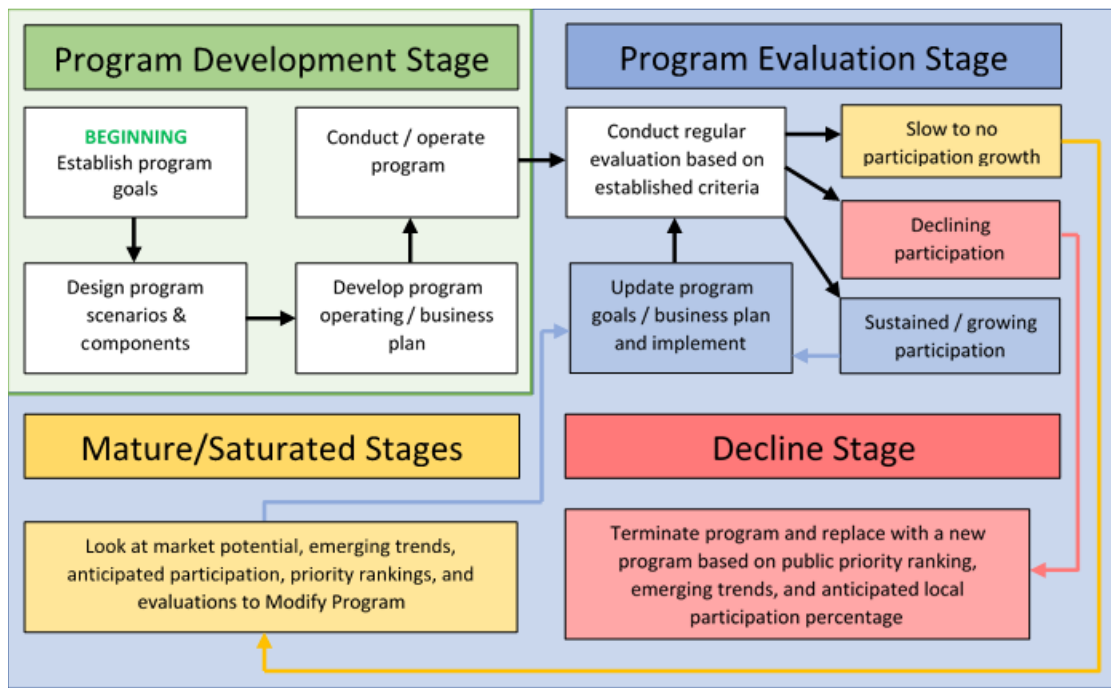 Program Development Stage
BEGINNING
Establish program
goals
Conduct / operate
program
Design program
scenarios &
components
Develop program
operating / business
plan
Program Evaluation Stage
Conduct regular
evaluation based on
established criteria
Slow to no
participation growth
Declining
participation
Update program
goals / business plan
and implement
Sustained / growing
participation
Mature/Saturated Stages
Look at market potential, emerging trends,
anticipated participation, priority rankings, and
evaluations to Modify Program
Decline Stage
Terminate program and replace with a new
program based on public priority ranking,
emerging trends, and anticipated local
participation percentage